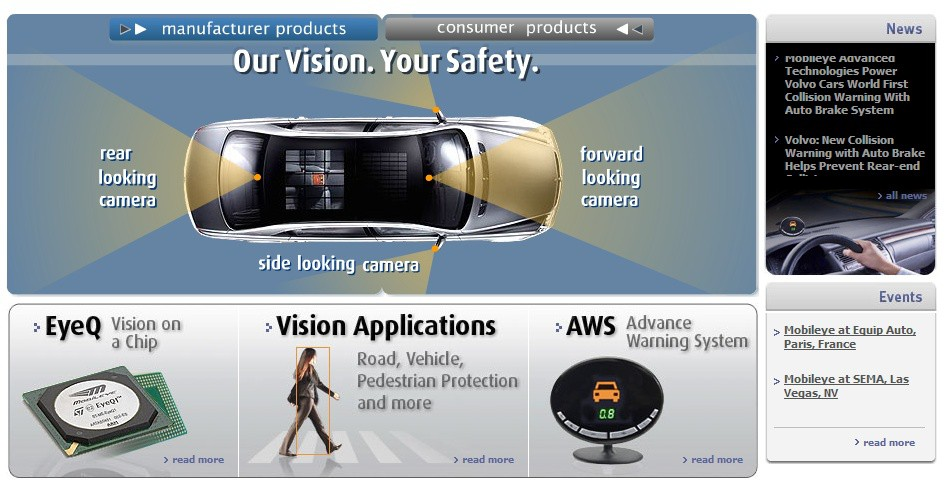 manufacturer products
consumer products
Our Vision. Your Safety.
rear
looking
camera
forward
looking
camera
side looking camera
EyeQ
Vision on
a Chip
MOBILEYE
EyeQ1
read more
Vision Applications
Road, Vehicle,
Pedestrian Protection
and more
read more
AWS
Advance
Warning System
0.8
read more
News
Mobileye Advanced
Technologies Power
Volvo Cars World First
Collision Warning With
Auto Brake System
Volvo: New Collision
Warning with Auto Brake
Helps Prevent Rear-end
all news
Events
Mobileye at Equip Auto,
Paris, France
Mobileye at SEMA, Las
Vegas, NV
read more